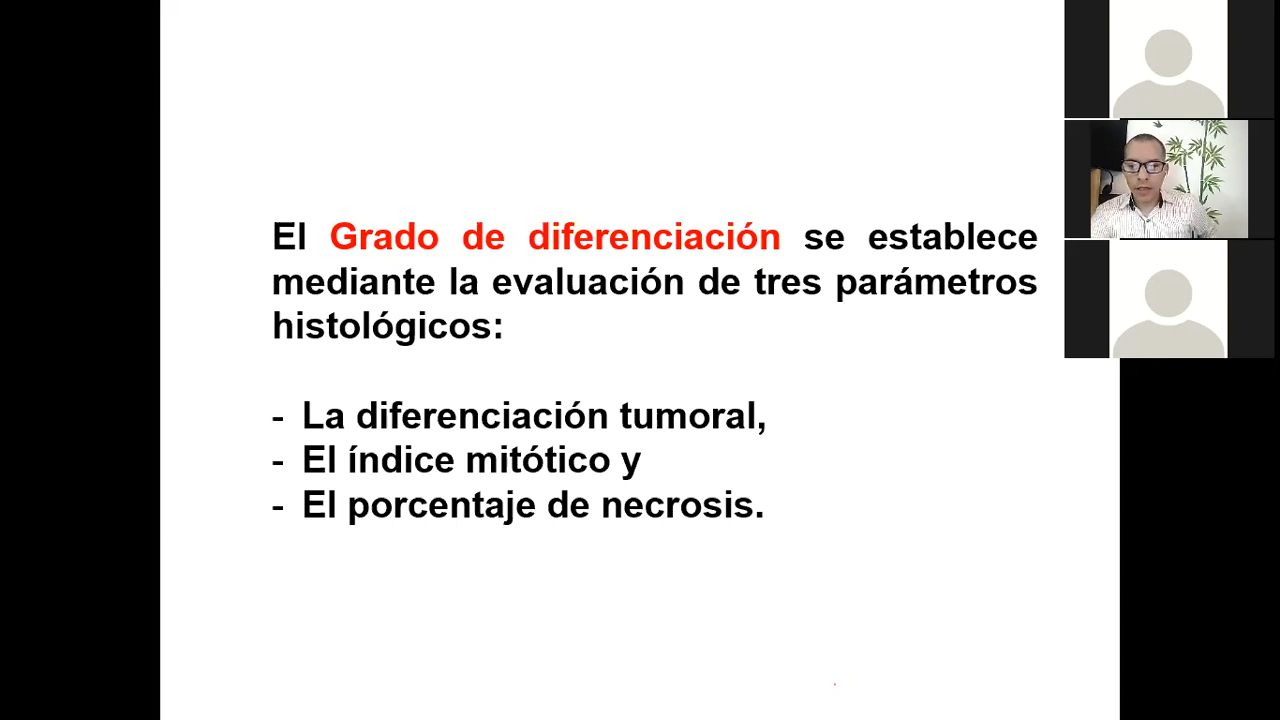 El Grado de diferenciación se establece
mediante la evaluación de tres parámetros
histológicos:
- La diferenciación tumoral,
- El índice mitótico y
- El porcentaje de necrosis.